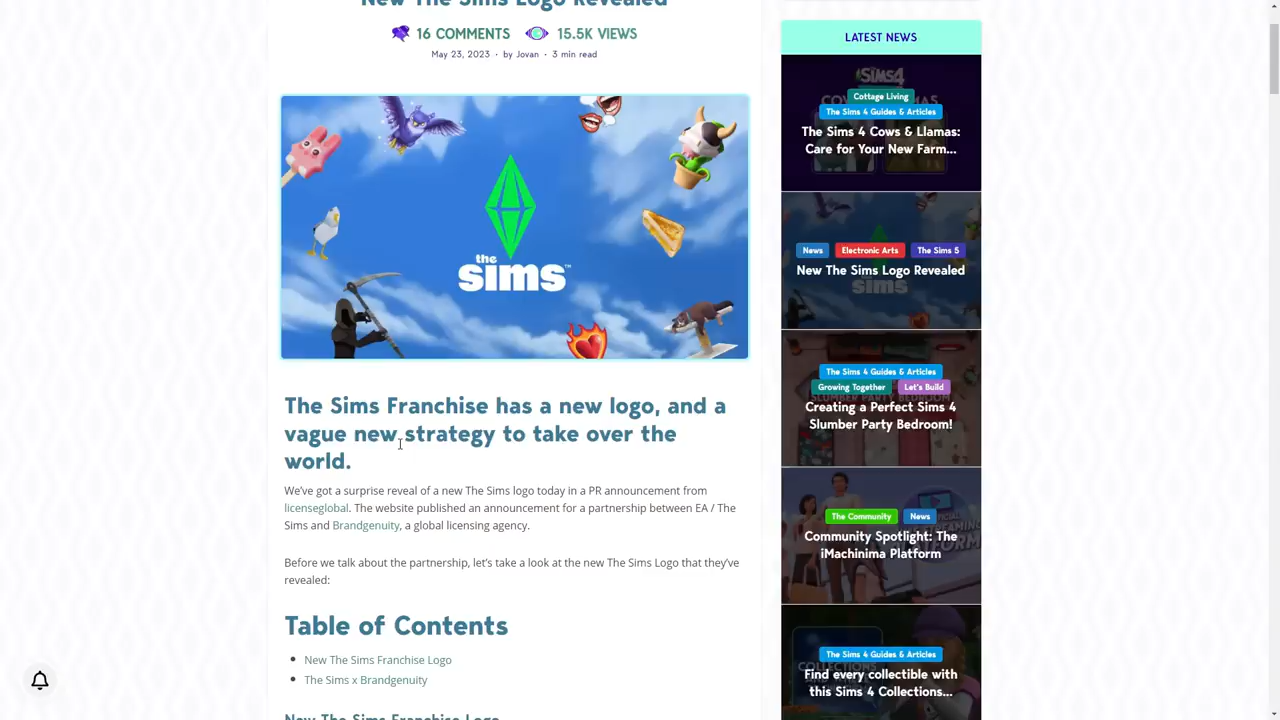 New The Sims Logo Revealed
16 COMMENTS 15.5K VIEWS
May 23, 2023 · by Jovan · 3 min read
the
sims™
The Sims Franchise has a new logo, and a
vague new strategy to take over the
world.
We've got a surprise reveal of a new The Sims logo today in a PR announcement from
licenseglobal. The website published an announcement for a partnership between EA / The
Sims and Brandgenuity, a global licensing agency.
Before we talk about the partnership, let's take a look at the new The Sims Logo that they've
revealed:
Table of Contents
• New The Sims Franchise Logo
• The Sims x Brandgenuity
New The Sims Franchise Logo
LATEST NEWS
Cottage Living
The Sims 4 Guides & Articles
The Sims 4 Cows & Llamas:
Care for Your New Farm...
News Electronic Arts The Sims 5
New The Sims Logo Revealed
The Sims 4 Guides & Articles
Growing Together Let's Build
Creating a Perfect Sims 4
Slumber Party Bedroom!
The Community News
Community Spotlight: The
iMachinima Platform
The Sims 4 Guides & Articles
Find every collectible with
this Sims 4 Collections...